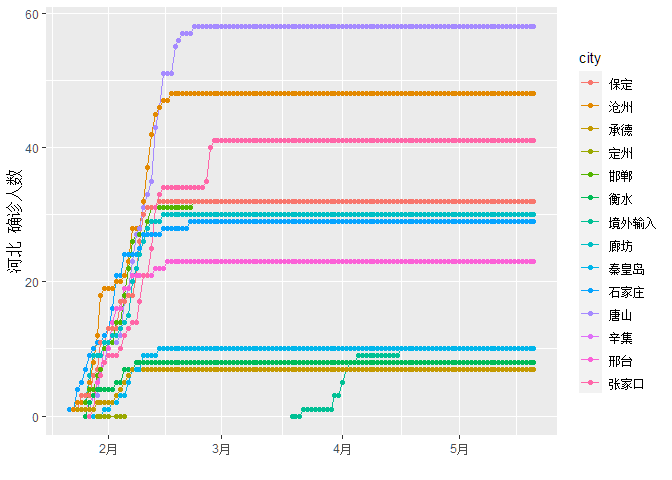 60
40
20
0
河北 确诊人数
2月 3月 4月 5月
city
保定
沧州
承德
定州
邯郸
衡水
境外输入
廊坊
秦皇岛
石家庄
唐山
辛集
邢台
张家口